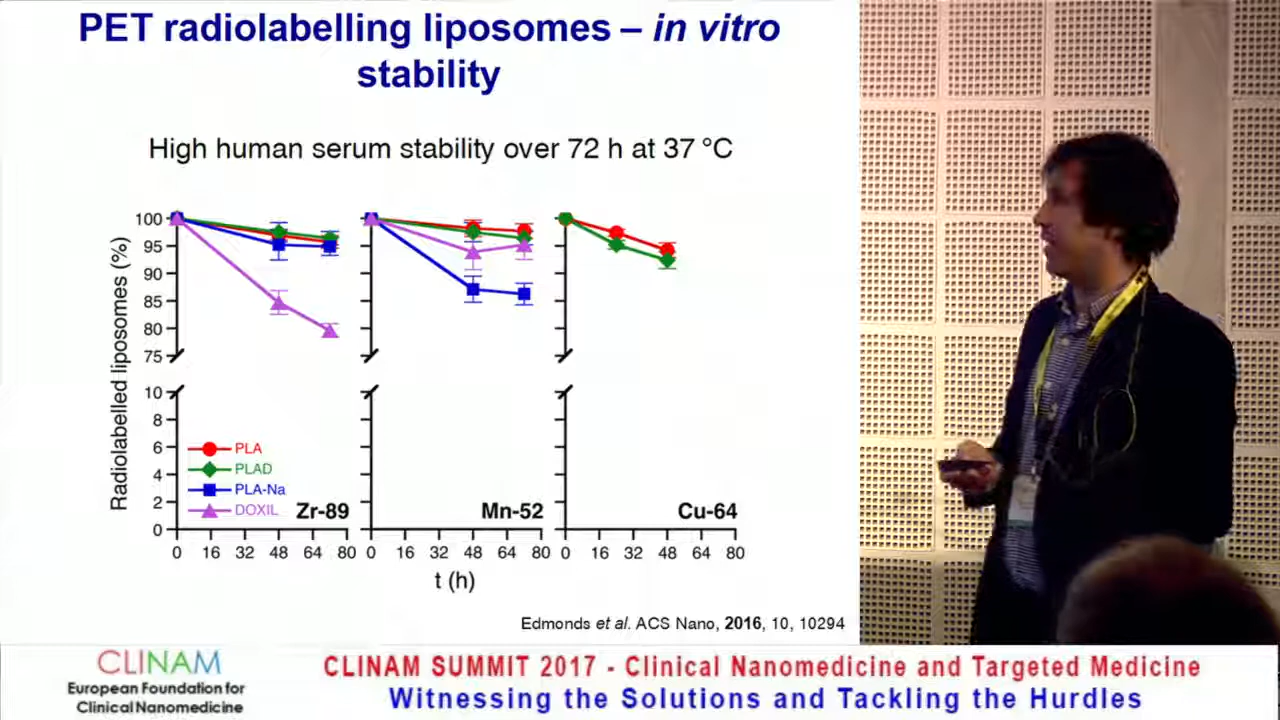 PET radiolabelling liposomes – in vitro
stability
High human serum stability over 72 h at 37 °C
Radiolabelled liposomes (%)
100
95
90
85
80
75
10
8
6
4
2
0
PLA
PLAD
PLA-Na
DOXIL
Zr-89
Mn-52
Cu-64
0 16 32 48 64 80
0 16 32 48 64 80
0 16 32 48 64 80
t (h)
Edmonds et al. ACS Nano, 2016, 10, 10294
CLINAM
European Foundation for
Clinical Nanomedicine
CLINAM SUMMIT 2017 - Clinical Nanomedicine and Targeted Medicine
Witnessing the Solutions and Tackling the Hurdles